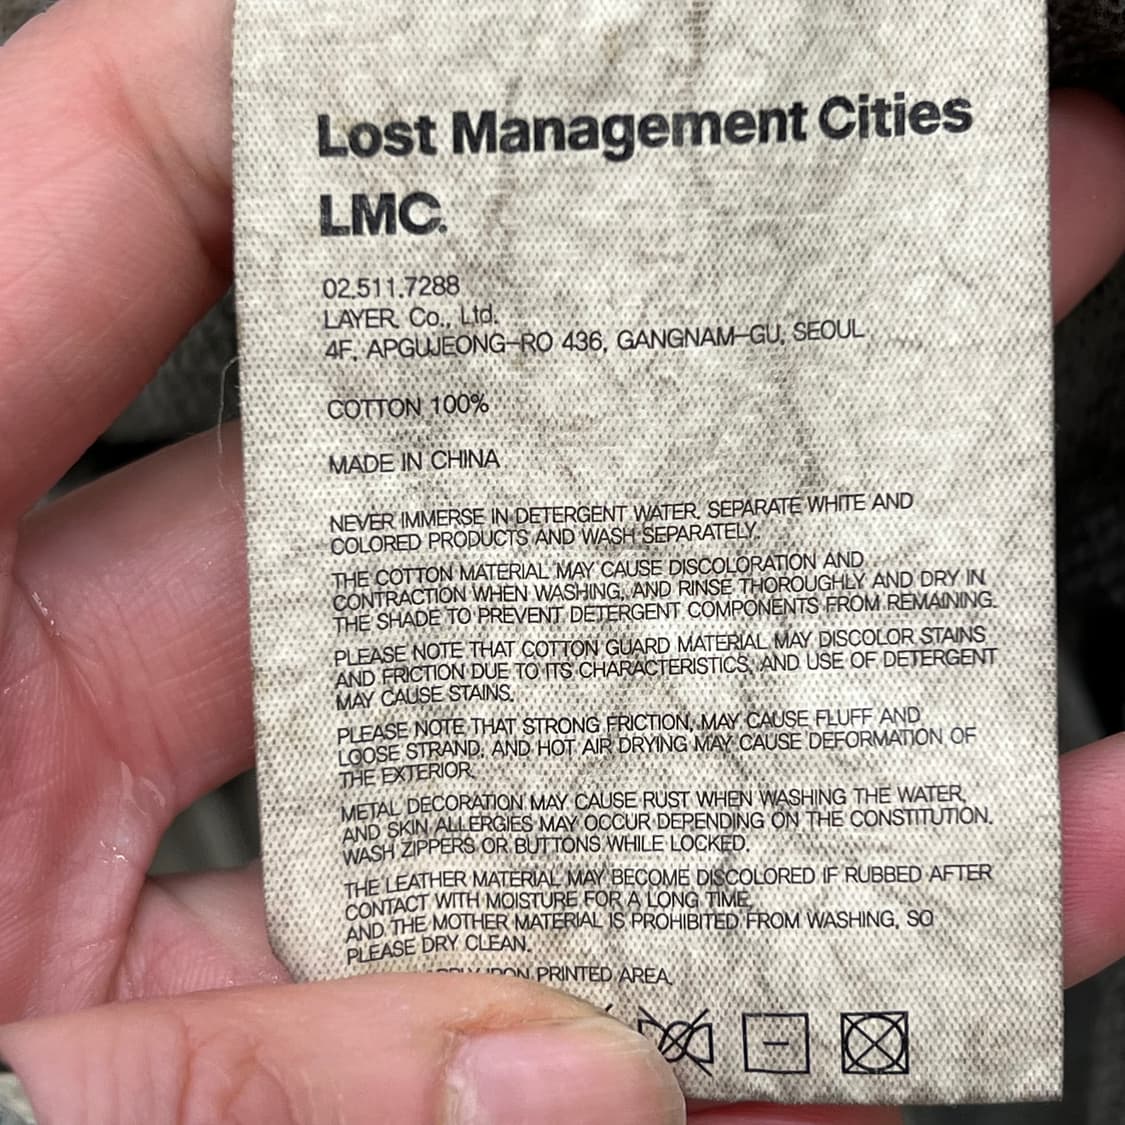 Lost Management Cities
LMC.
02.511.7288
LAYER Co., Ltd.
4F, APGUJEONG-RO 436, GANGNAM-GU, SEOUL
COTTON 100%
MADE IN CHINA
NEVER IMMERSE IN DETERGENT WATER. SEPARATE WHITE AND
COLORED PRODUCTS AND WASH SEPARATELY.
THE COTTON MATERIAL MAY CAUSE DISCOLORATION AND
CONTRACTION WHEN WASHING, AND RINSE THOROUGHLY AND DRY IN
THE SHADE TO PREVENT DETERGENT COMPONENTS FROM REMAINING.
PLEASE NOTE THAT COTTON GUARD MATERIAL MAY DISCOLOR STAINS
AND FRICTION DUE TO ITS CHARACTERISTICS, AND USE OF DETERGENT
MAY CAUSE STAINS.
PLEASE NOTE THAT STRONG FRICTION, MAY CAUSE FLUFF AND
LOOSE STRAND, AND HOT AIR DRYING MAY CAUSE DEFORMATION OF
THE EXTERIOR.
METAL DECORATION MAY CAUSE RUST WHEN WASHING THE WATER,
AND SKIN ALLERGIES MAY OCCUR DEPENDING ON THE CONSTITUTION.
WASH ZIPPERS OR BUTTONS WHILE LOCKED.
THE LEATHER MATERIAL MAY BECOME DISCOLORED IF RUBBED AFTER
CONTACT WITH MOISTURE FOR A LONG TIME,
AND THE MOTHER MATERIAL IS PROHIBITED FROM WASHING, SO
PLEASE DRY CLEAN.
PRINTED AREA.